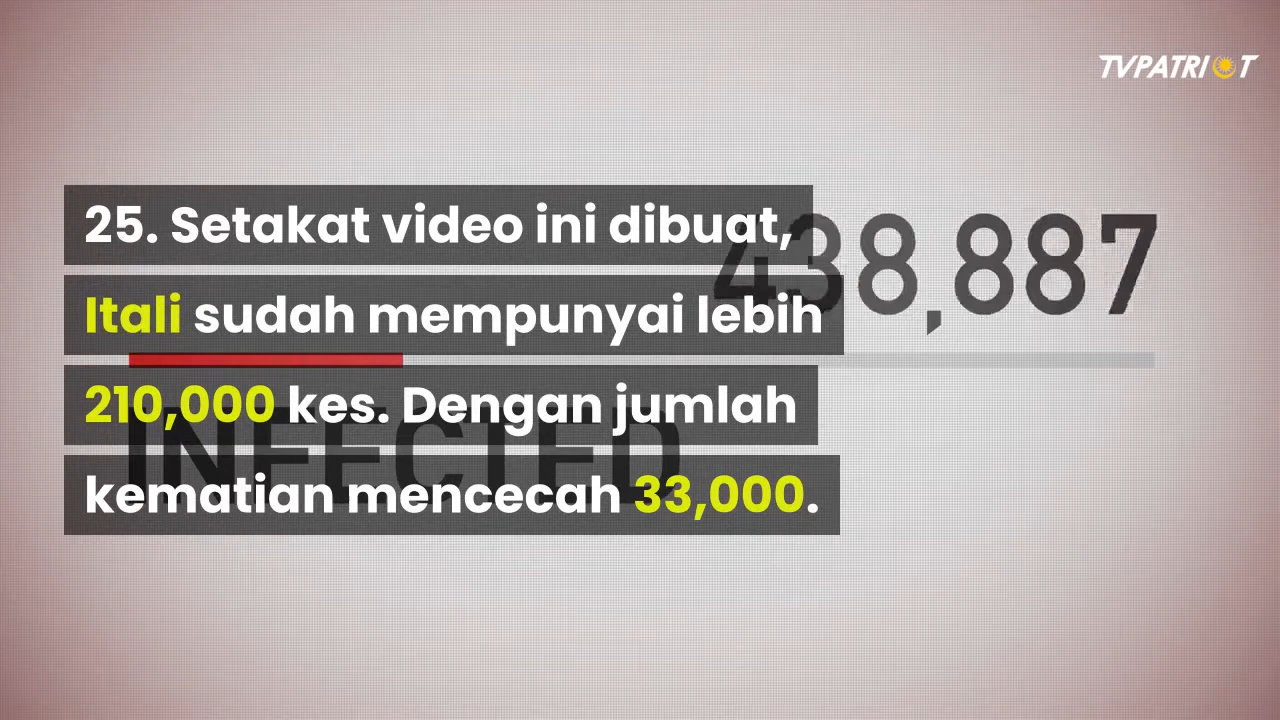 TVPATRIOT
25. Setakat video ini dibuat,
438,887
Itali sudah mempunyai lebih
210,000 kes. Dengan jumlah
INFECTED
kematian mencecah 33,000.